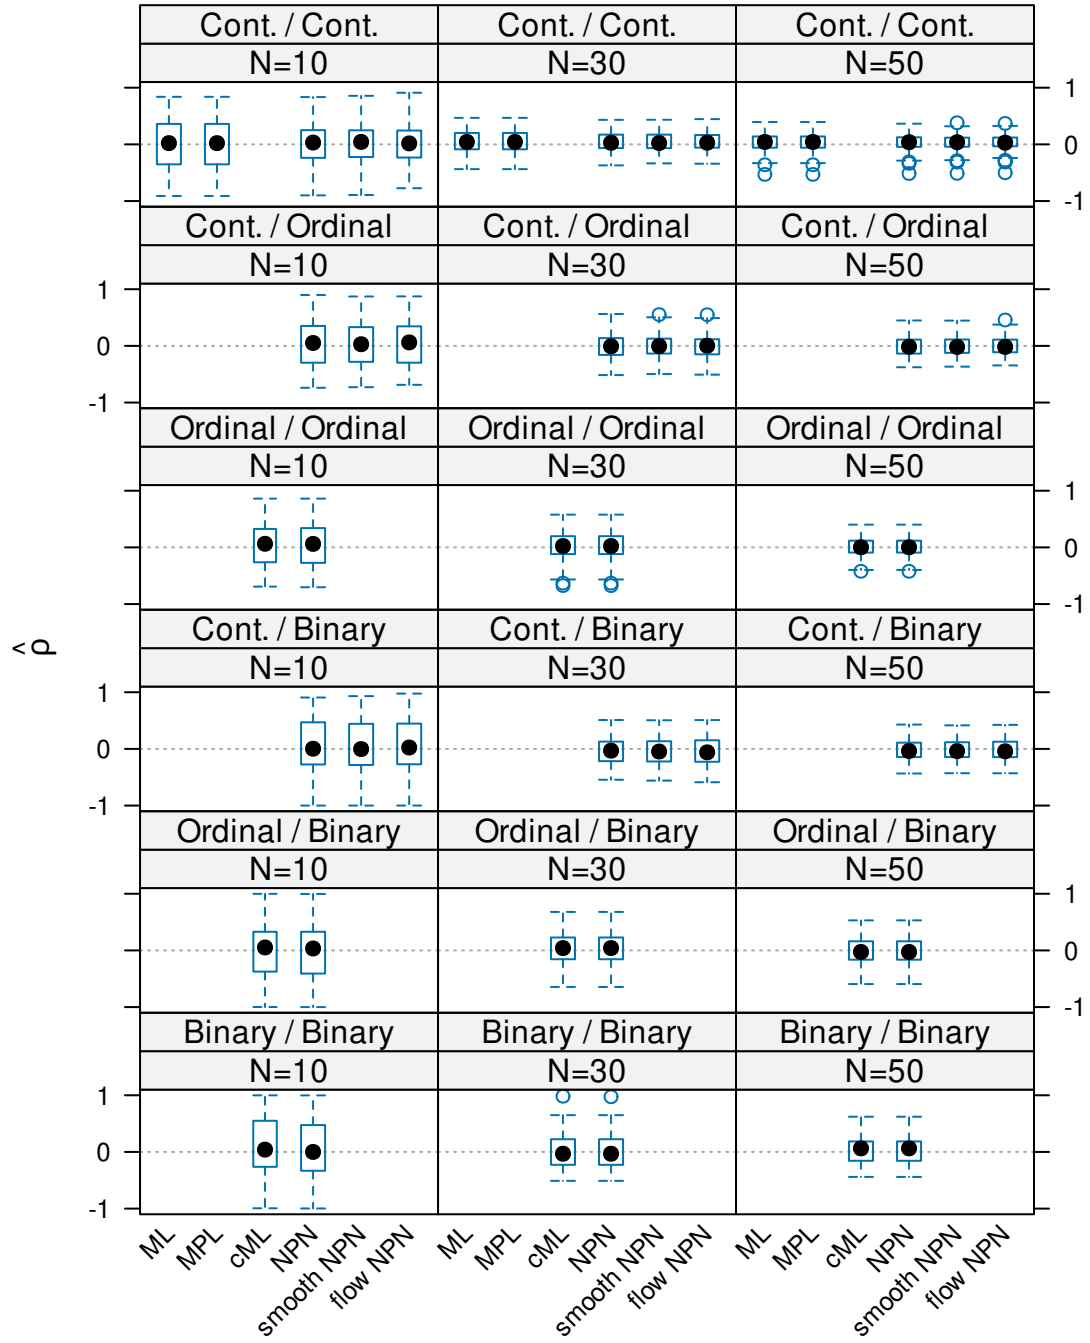 Cont. / Cont. Cont. / Cont. Cont. / Cont.
N=10 N=30 N=50
1
0
-1
Cont. / Ordinal Cont. / Ordinal Cont. / Ordinal
N=10 N=30 N=50
1
0
-1
Ordinal / Ordinal Ordinal / Ordinal Ordinal / Ordinal
N=10 N=30 N=50
1
0
-1
Cont. / Binary Cont. / Binary Cont. / Binary
N=10 N=30 N=50
1
0
-1
Ordinal / Binary Ordinal / Binary Ordinal / Binary
N=10 N=30 N=50
1
0
-1
Binary / Binary Binary / Binary Binary / Binary
N=10 N=30 N=50
1
0
-1
ρ̂
ML MPL cML NPN smooth NPN flow NPN ML MPL cML NPN smooth NPN flow NPN ML MPL cML NPN smooth NPN flow NPN